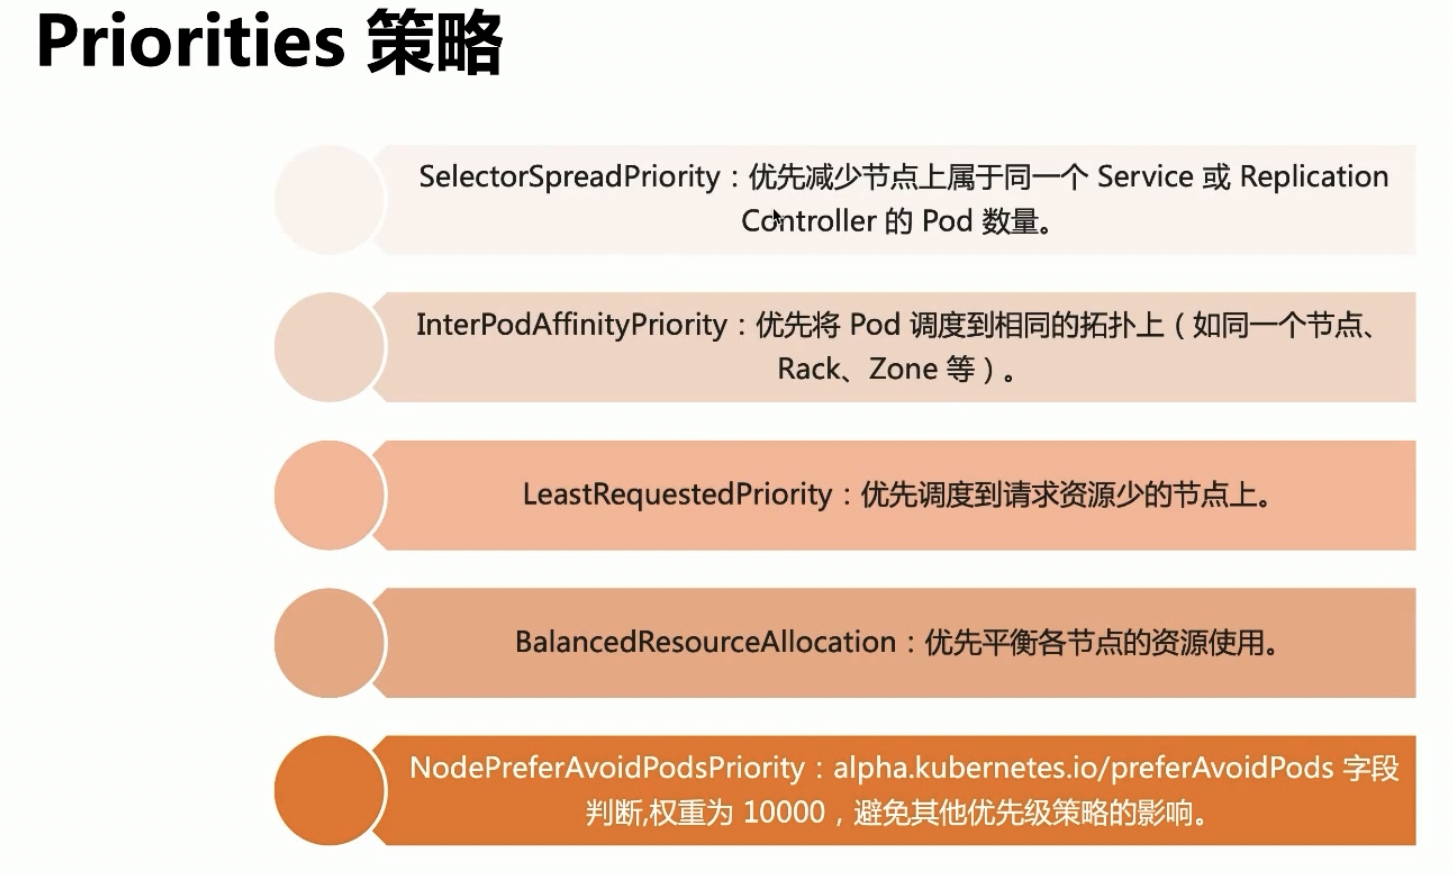 Priorities 策略
SelectorSpreadPriority：优先减少节点上属于同一个 Service 或 Replication
Controller 的 Pod 数量。
InterPodAffinityPriority：优先将 Pod 调度到相同的拓扑上（如同一个节点、
Rack、Zone 等）。
LeastRequestedPriority：优先调度到请求资源少的节点上。
BalancedResourceAllocation：优先平衡各节点的资源使用。
NodePreferAvoidPodsPriority：alpha.kubernetes.io/preferAvoidPods 字段
判断,权重为 10000，避免其他优先级策略的影响。